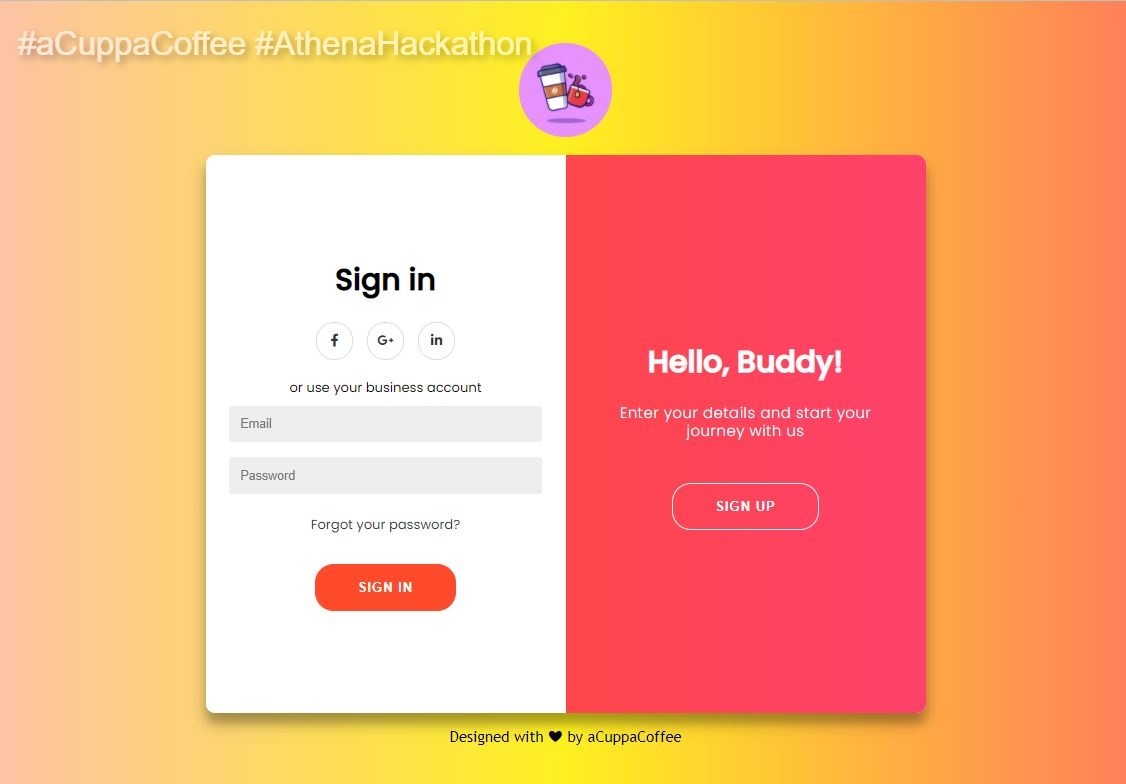 #aCuppaCoffee #AthenaHackathon
Sign in
f G+ in
or use your business account
Email
Password
Forgot your password?
SIGN IN
Hello, Buddy!
Enter your details and start your
journey with us
SIGN UP
Designed with ♥ by aCuppaCoffee